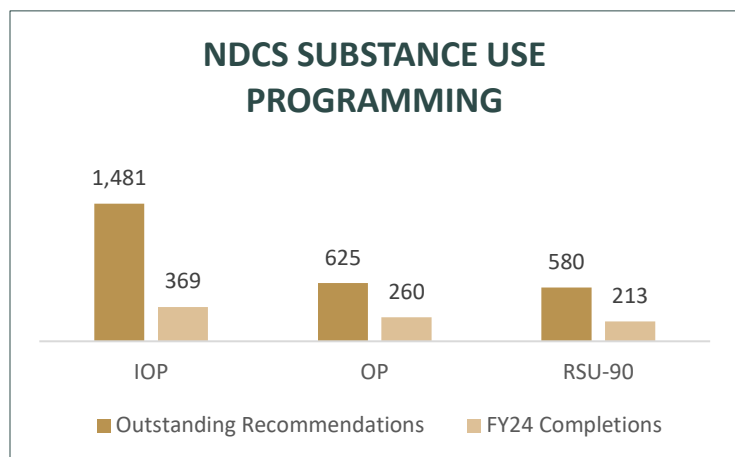 NDCS SUBSTANCE USE
PROGRAMMING
1,481
369
625
260
580
213
IOP
OP
RSU-90
Outstanding Recommendations
FY24 Completions